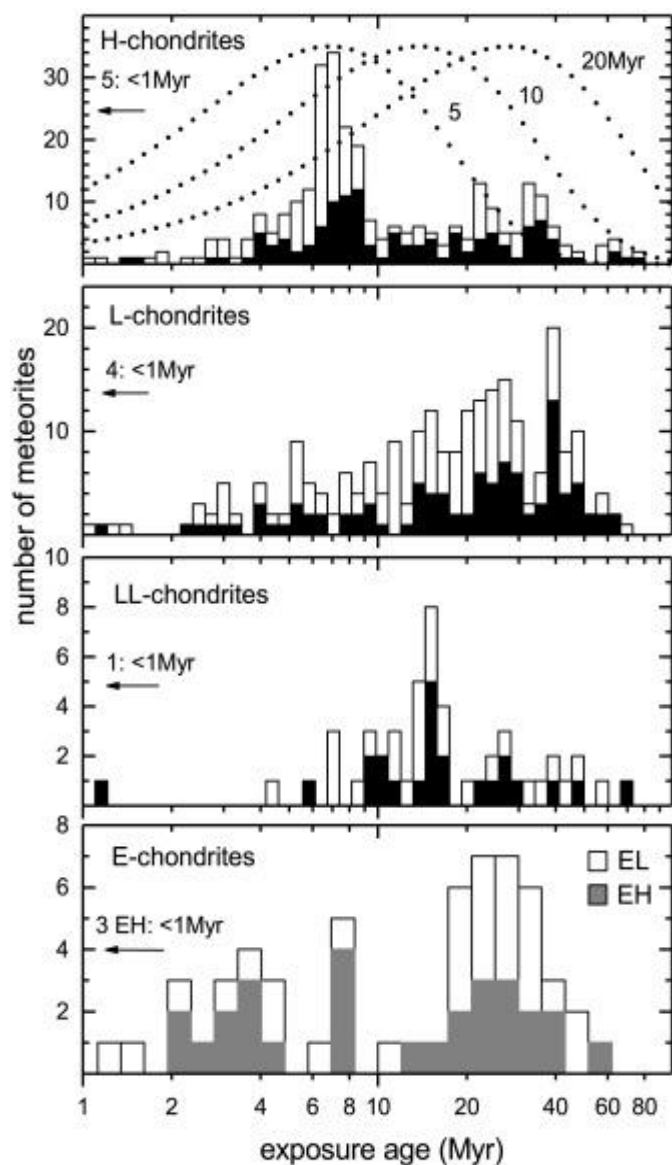 H-chondrites
5: <1Myr
20Myr
10
5
30
20
10
L-chondrites
4: <1Myr
20
10
number of meteorites
LL-chondrites
1: <1Myr
10
8
6
4
2
E-chondrites
EL
EH
3 EH: <1Myr
8
6
4
2
1 2 4 6 8 10 20 40 60 80
exposure age (Myr)